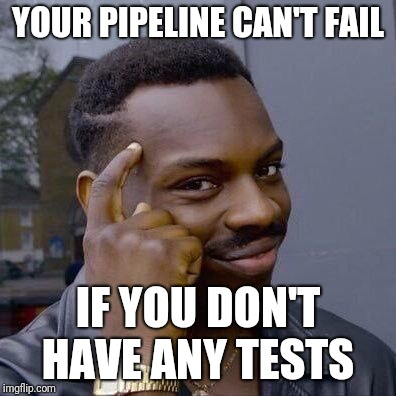 YOUR PIPELINE CAN'T FAIL
IF YOU DON'T
HAVE ANY TESTS
imgflip.com